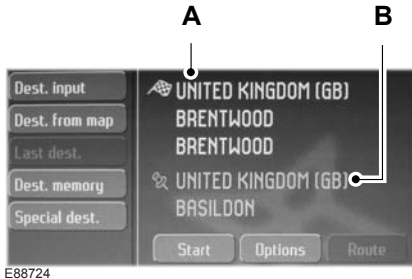 A B
Dest. input
Dest. from map
Last dest.
Dest. memory
Special dest.
UNITED KINGDOM (GB)
BRENTWOOD
BRENTWOOD
UNITED KINGDOM (GB)
BASILDON
Start Options Route
E88724